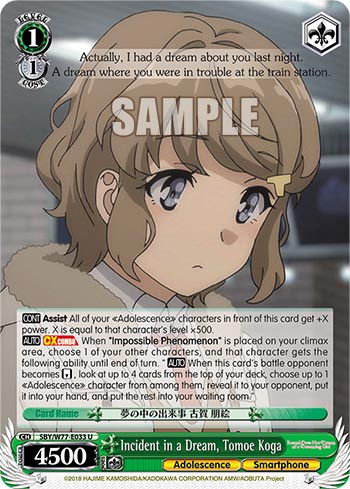 LEVEL
1
1
COST
Actually, I had a dream about you last night.
A dream where you were in trouble at the train station.
SAMPLE
CONT Assist All of your «Adolescence» characters in front of this card get +X
power. X is equal to that character's level ×500.
AUTO CXCOMBO When "Impossible Phenomenon" is placed on your climax
area, choose 1 of your other characters, and that character gets the
following ability until end of turn. "AUTO When this card's battle opponent
becomes [ ], look at up to 4 cards from the top of your deck, choose up to 1
«Adolescence» character from among them, reveal it to your opponent, put
it into your hand, and put the rest into your waiting room."
Card Name 夢の中の出来事 古賀 朋絵
CH SBY/W77-E033 U
4500
Incident in a Dream, Tomoe Koga
Adolescence
Smartphone
©2018 HAJIME KAMOSHIDA/KADOKAWA CORPORATION AMW/AOBUTA Project